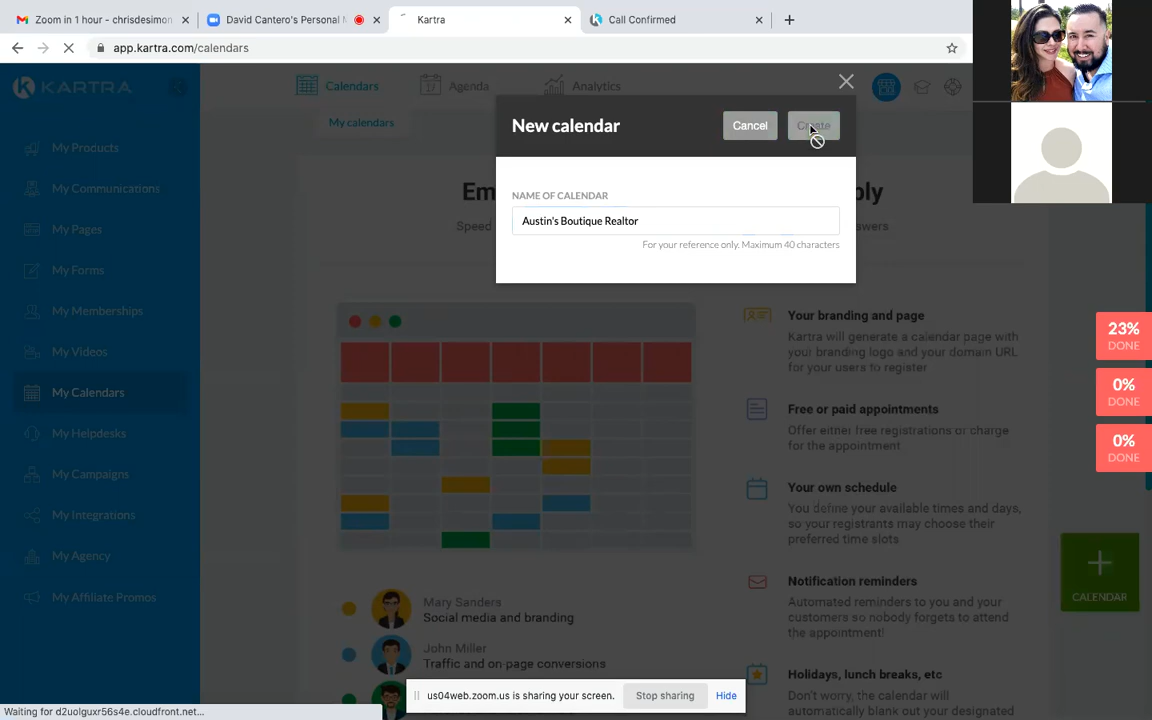 Zoom in 1 hour - chrisdesimon
David Cantero's Personal M
Kartra
Call Confirmed
app.kartra.com/calendars
KARTRA
Calendars
Agenda
Analytics
My calendars
My Products
My Communications
My Pages
My Forms
My Memberships
My Videos
My Calendars
My Helpdesks
My Campaigns
My Integrations
My Agency
My Affiliate Promos
New calendar
Cancel
Create
NAME OF CALENDAR
Austin's Boutique Realtor
For your reference only. Maximum 40 characters
Your branding and page
Kartra will generate a calendar page with
your branding logo and your domain URL
for your users to register
Free or paid appointments
Offer either free registrations or charge
for the appointment
Your own schedule
You define your available times and days,
so your registrants may choose their
preferred time slots
Notification reminders
Automated reminders to you and your
customers so nobody forgets to attend
the appointment!
Holidays, lunch breaks, etc
Don't worry, the calendar will
automatically blank out your designated
Mary Sanders
Social media and branding
John Miller
Traffic and on-page conversions
23%
DONE
0%
DONE
0%
DONE
CALENDAR
us04web.zoom.us is sharing your screen.
Stop sharing
Hide
Waiting for d2uolguxr56s4e.cloudfront.net...